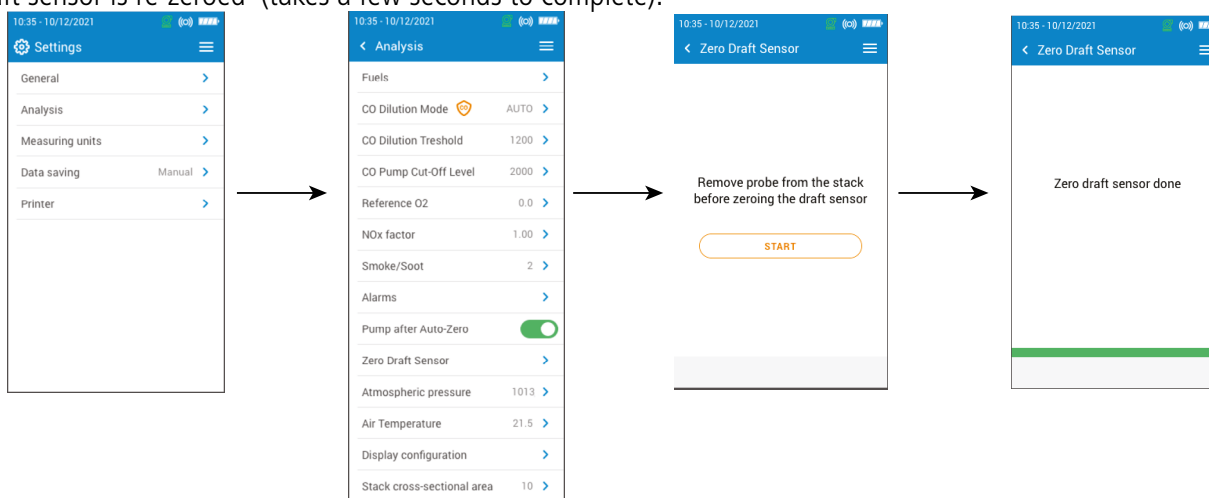 ft sensor is re-zeroed (takes a few seconds to complete).
10:35 - 10/12/2021
Settings
General
Analysis
Measuring units
Data saving Manual
Printer
10:35 - 10/12/2021
Analysis
Fuels
CO Dilution Mode CO AUTO
CO Dilution Treshold 1200
CO Pump Cut-Off Level 2000
Reference O2 0.0
NOx factor 1.00
Smoke/Soot 2
Alarms
Pump after Auto-Zero
Zero Draft Sensor
Atmospheric pressure 1013
Air Temperature 21.5
Display configuration
Stack cross-sectional area 10
10:35 - 10/12/2021
Zero Draft Sensor
Remove probe from the stack
before zeroing the draft sensor
START
10:35 - 10/12/2021
Zero Draft Sensor
Zero draft sensor done